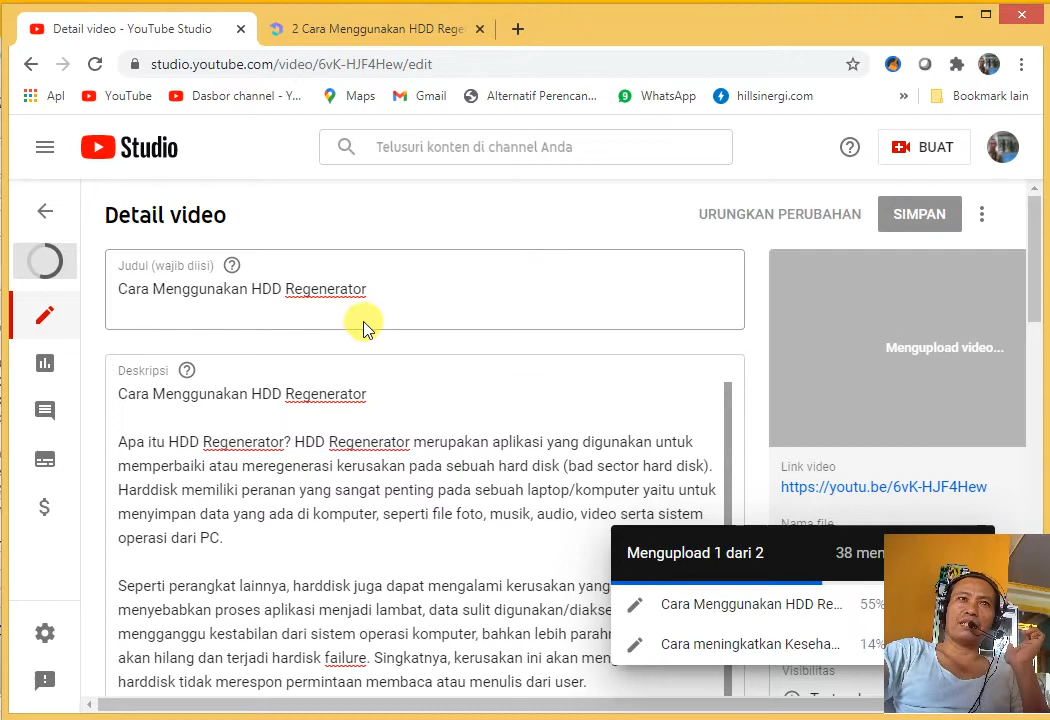 Detail video - YouTube Studio
2 Cara Menggunakan HDD Rege
studio.youtube.com/video/6vK-HJF4Hew/edit
Apl
YouTube
Dasbor channel - Y...
Maps
Gmail
Alternatif Perencan...
WhatsApp
hillsinergi.com
»
Bookmark lain
Studio
Telusuri konten di channel Anda
BUAT
Detail video
URUNGKAN PERUBAHAN
SIMPAN
Judul (wajib diisi)
Cara Menggunakan HDD Regenerator
Mengupload video...
Deskripsi
Cara Menggunakan HDD Regenerator
Apa itu HDD Regenerator? HDD Regenerator merupakan aplikasi yang digunakan untuk
memperbaiki atau meregenerasi kerusakan pada sebuah hard disk (bad sector hard disk).
Harddisk memiliki peranan yang sangat penting pada sebuah laptop/komputer yaitu untuk
menyimpan data yang ada di komputer, seperti file foto, musik, audio, video serta sistem
operasi dari PC.
Seperti perangkat lainnya, harddisk juga dapat mengalami kerusakan yang
menyebabkan proses aplikasi menjadi lambat, data sulit digunakan/diakse
mengganggu kestabilan dari sistem operasi komputer, bahkan lebih parahn
akan hilang dan terjadi hardisk failure. Singkatnya, kerusakan ini akan men
harddisk tidak merespon permintaan membaca atau menulis dari user.
Link video
https://youtu.be/6vK-HJF4Hew
Nama file
Mengupload 1 dari 2
38 men
Cara Menggunakan HDD Re...
55%
Cara meningkatkan Keseha...
14%
Visibilitas